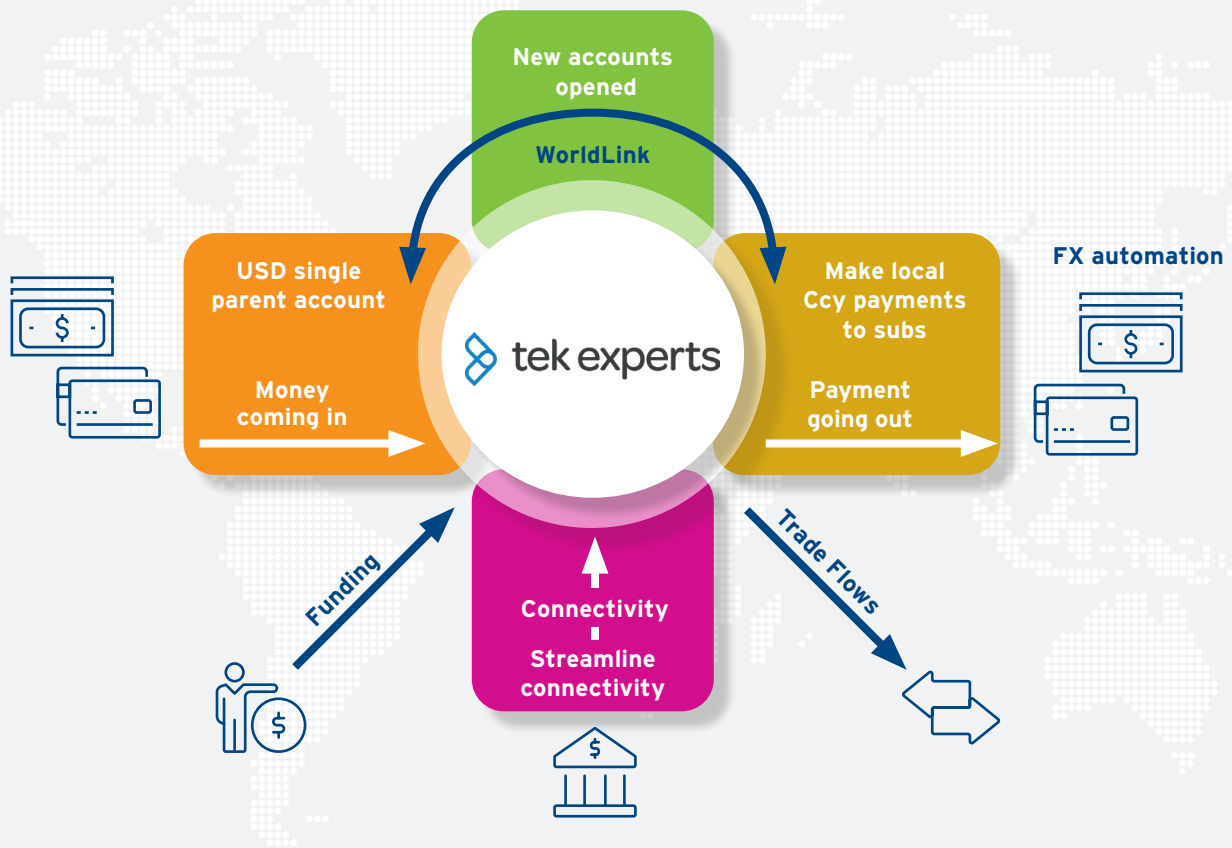 New accounts
opened
WorldLink
USD single
parent account
Money
coming in
tek experts
Make local
Ccy payments
to subs
Payment
going out
FX automation
$
$
Funding
Trade Flows
Connectivity
Streamline
connectivity
$
$